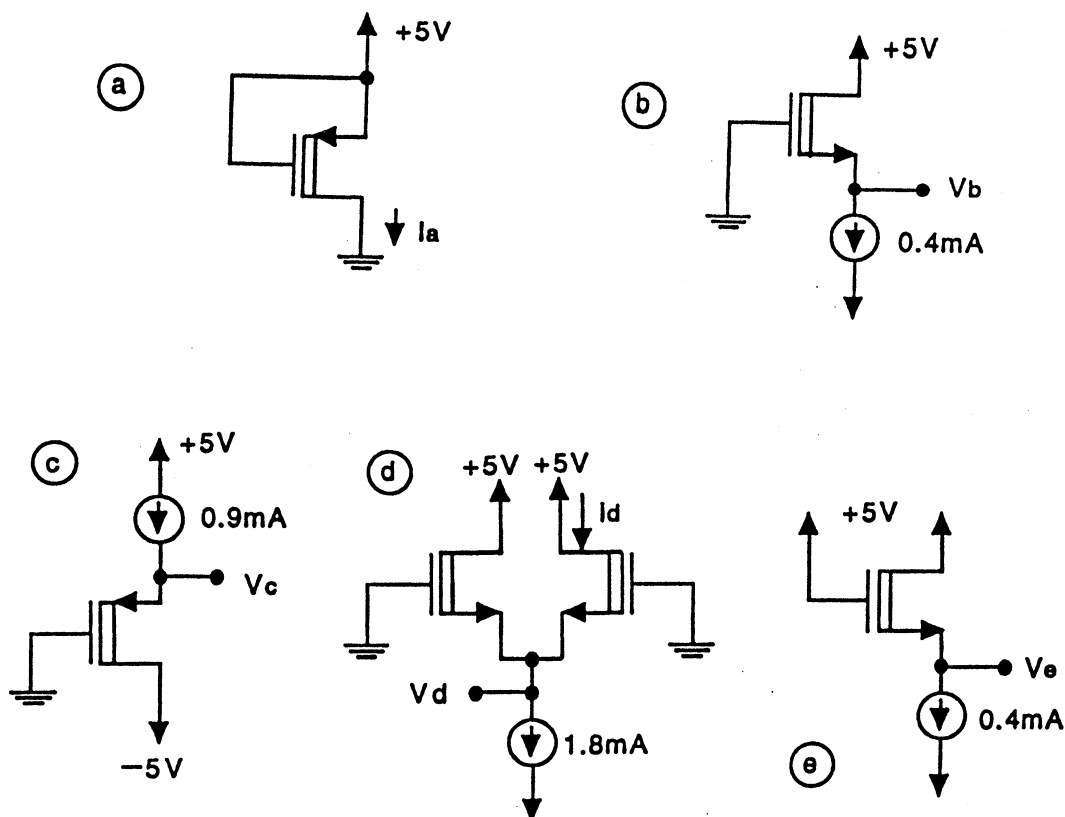 a
+5V
Ia
b
+5V
Vb
0.4mA
c
+5V
0.9mA
Vc
−5V
d
+5V +5V
Id
Vd
1.8mA
+5V
Ve
0.4mA
e